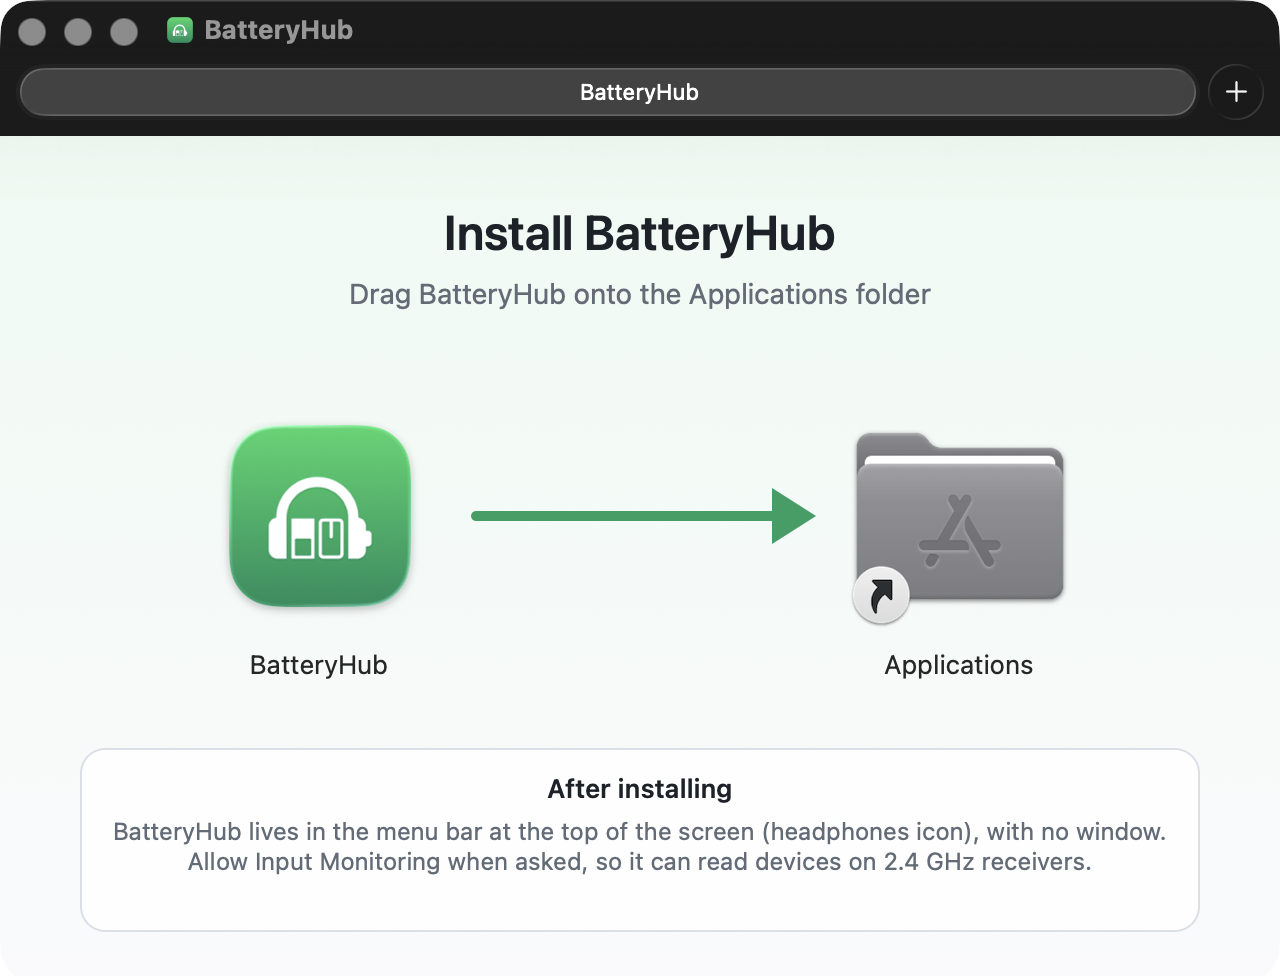 BatteryHub
BatteryHub
Install BatteryHub
Drag BatteryHub onto the Applications folder
BatteryHub
Applications
After installing
BatteryHub lives in the menu bar at the top of the screen (headphones icon), with no window.
Allow Input Monitoring when asked, so it can read devices on 2.4 GHz receivers.